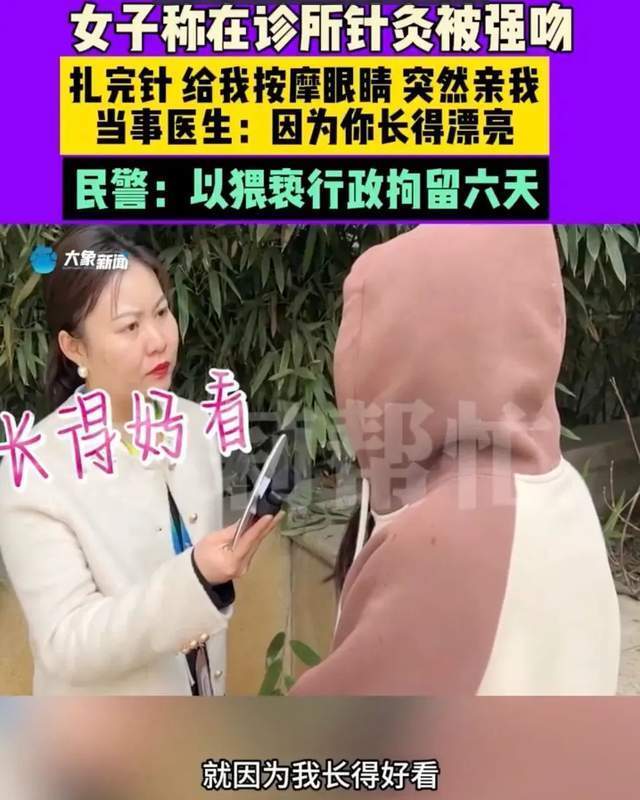 女子称在诊所针灸被强吻
扎完针 给我按摩眼睛 突然亲我
当事医生：因为你长得漂亮
民警：以猥亵行政拘留六天
大象新闻
长得好看
帮忙
就因为我长得好看